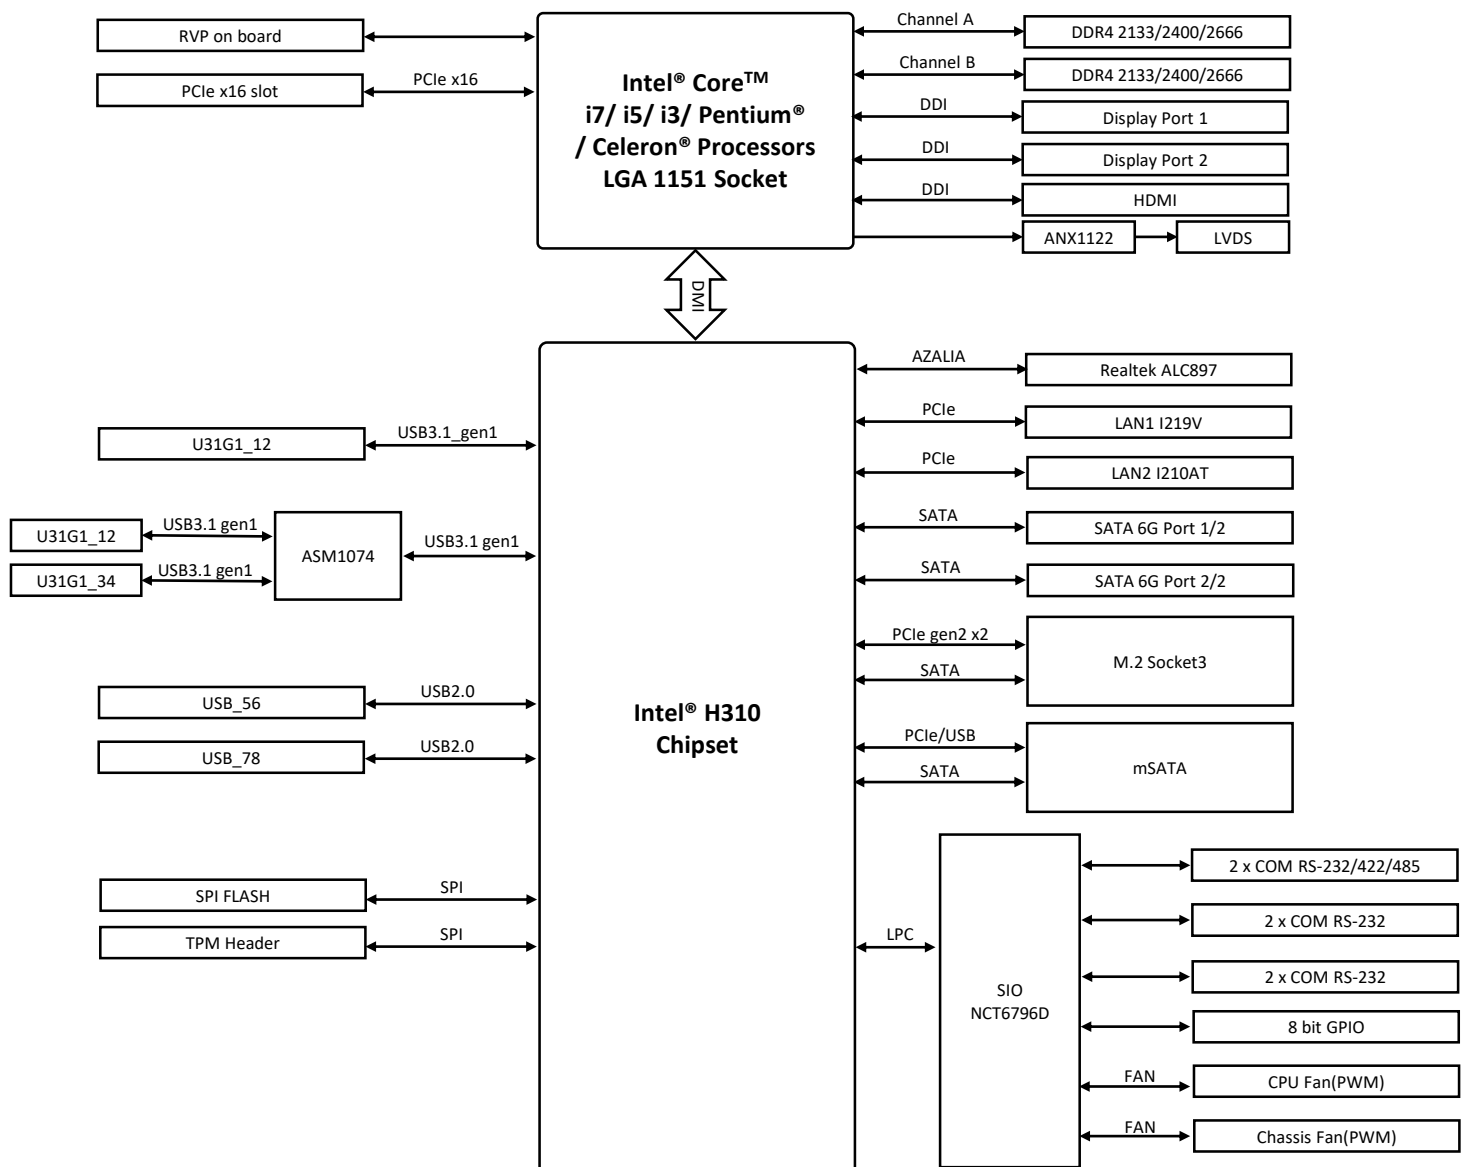 RVP on board
PCIe x16 slot
PCIe x16
Intel® Core™
i7/ i5/ i3/ Pentium®
/ Celeron® Processors
LGA 1151 Socket
Channel A
DDR4 2133/2400/2666
Channel B
DDR4 2133/2400/2666
DDI
Display Port 1
DDI
Display Port 2
DDI
HDMI
ANX1122
LVDS
DMI
U31G1_12
USB3.1_gen1
U31G1_12
USB3.1 gen1
U31G1_34
USB3.1 gen1
ASM1074
USB3.1 gen1
USB_56
USB2.0
USB_78
USB2.0
SPI FLASH
SPI
TPM Header
SPI
Intel® H310
Chipset
AZALIA
Realtek ALC897
PCIe
LAN1 I219V
PCIe
LAN2 I210AT
SATA
SATA 6G Port 1/2
SATA
SATA 6G Port 2/2
PCIe gen2 x2
SATA
M.2 Socket3
PCIe/USB
SATA
mSATA
LPC
SIO
NCT6796D
2 x COM RS-232/422/485
2 x COM RS-232
2 x COM RS-232
8 bit GPIO
FAN
CPU Fan(PWM)
FAN
Chassis Fan(PWM)